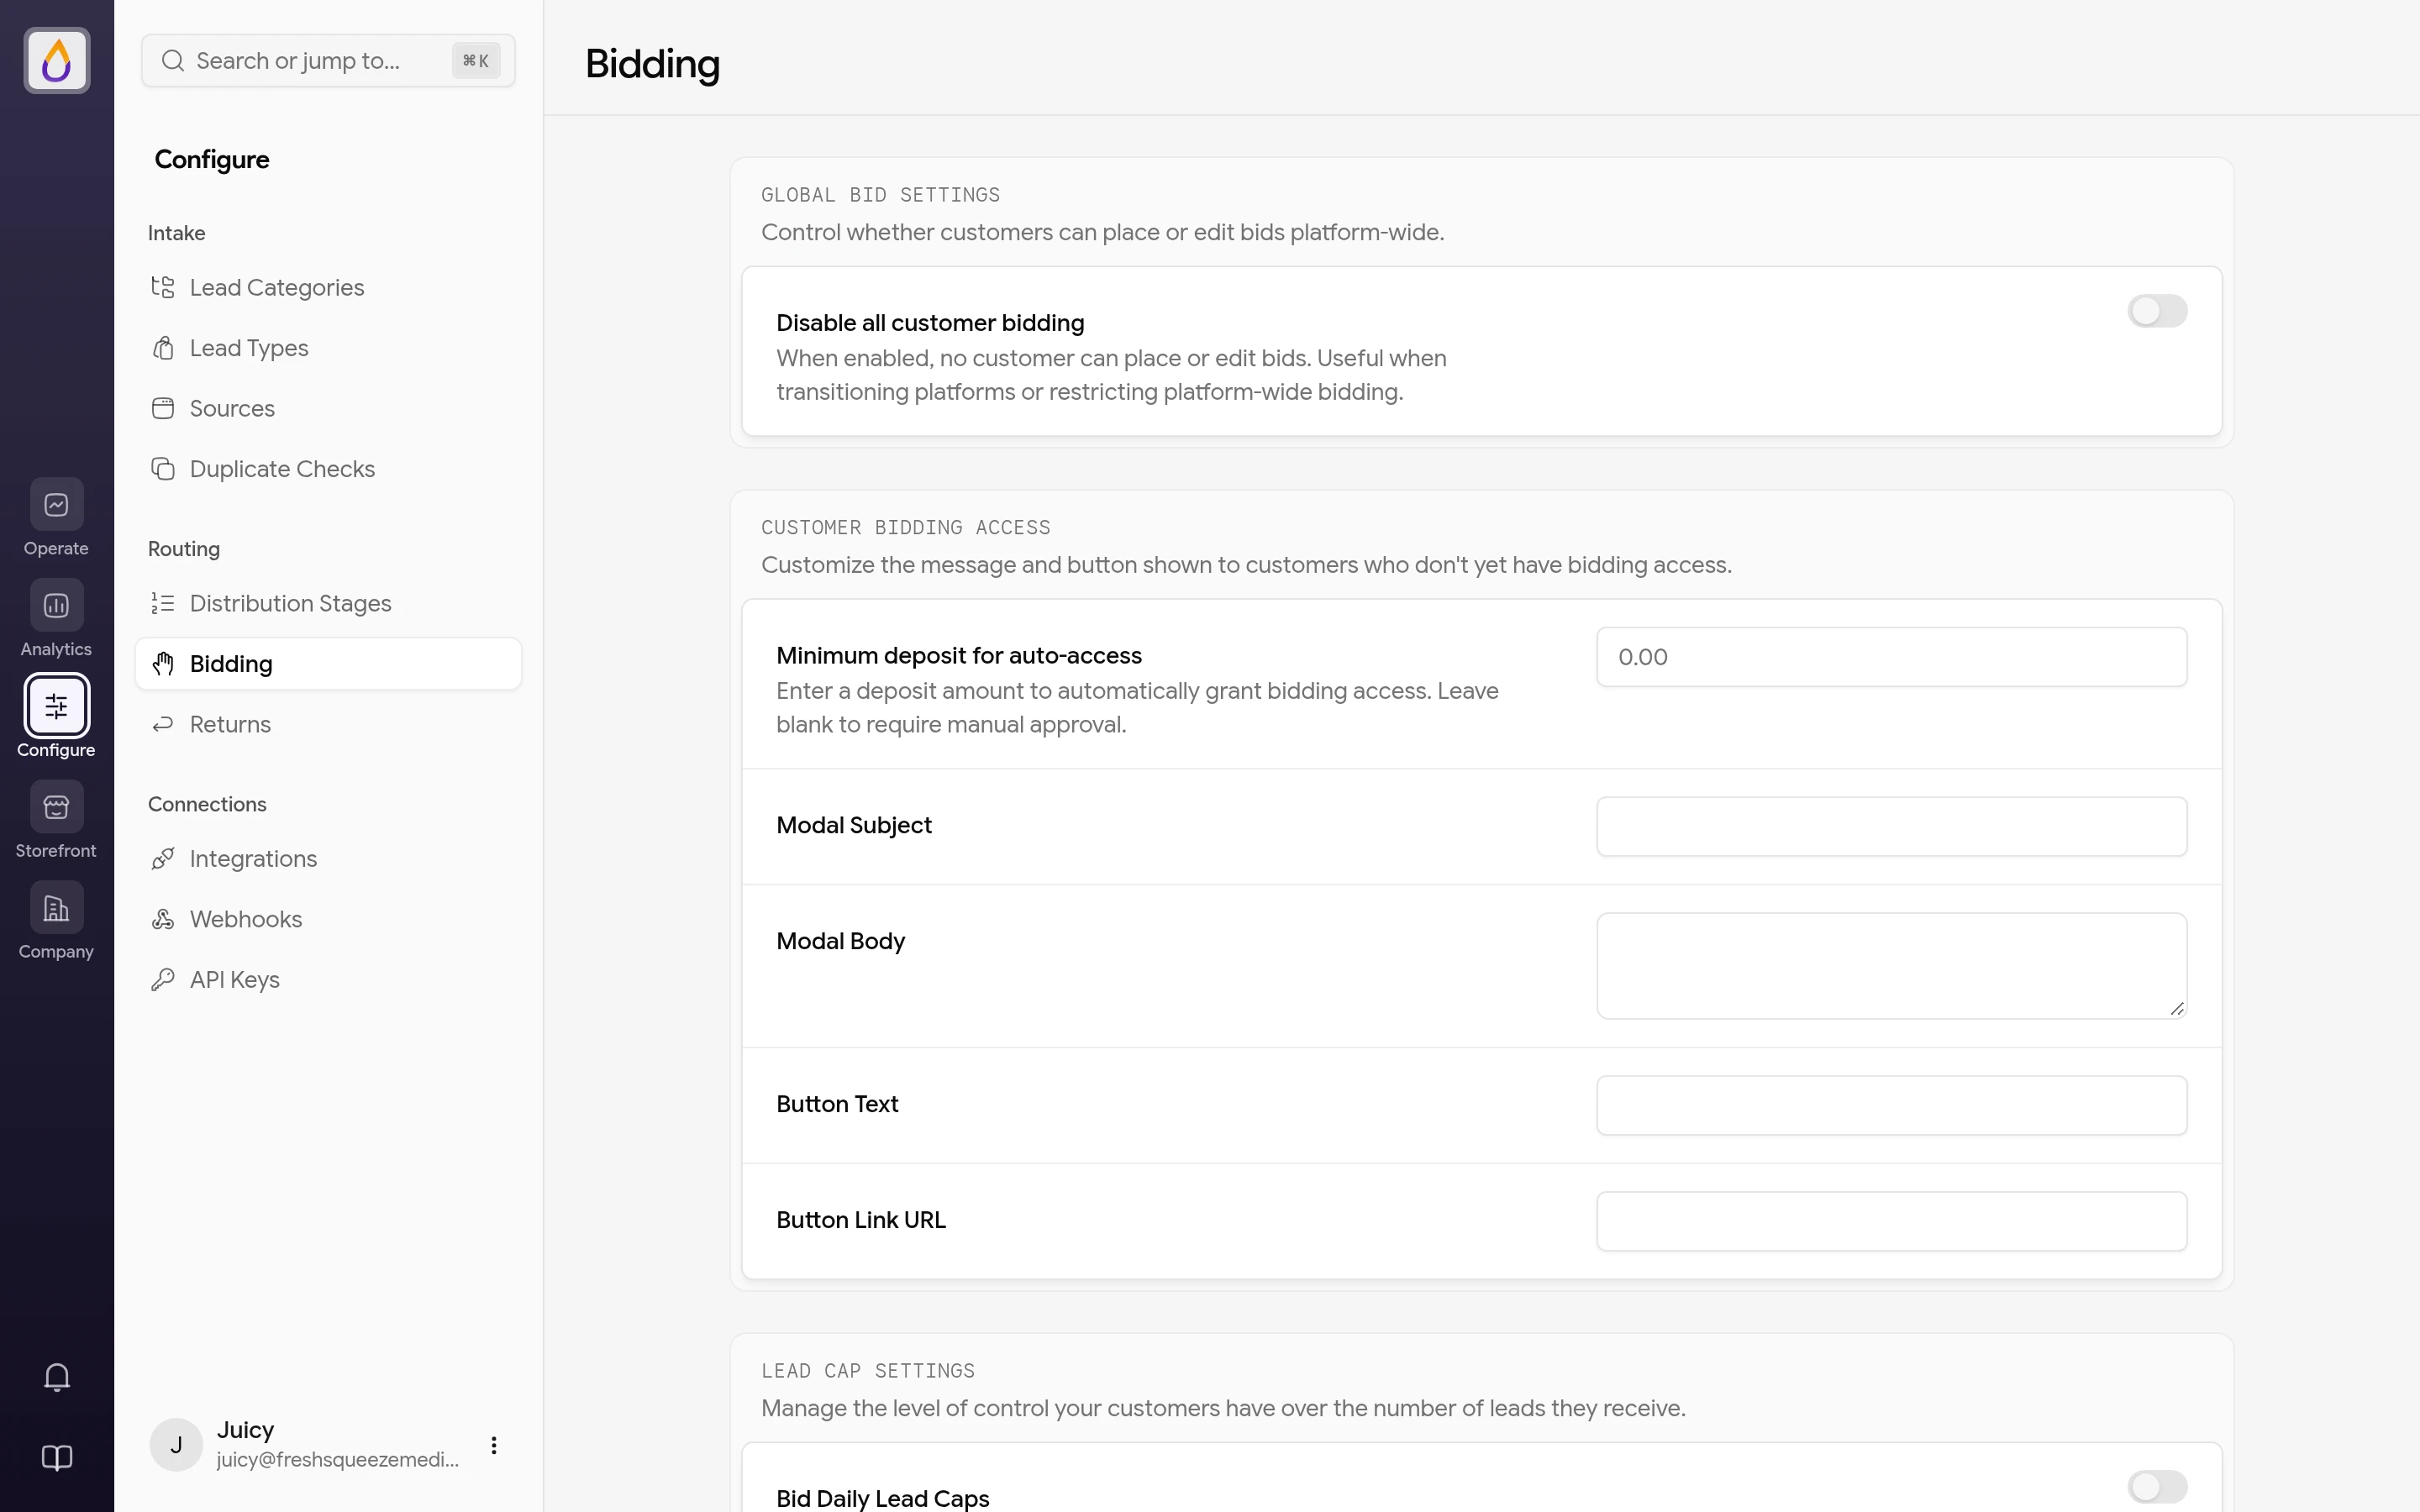 Search or jump to...
⌘K
Configure
Intake
Lead Categories
Lead Types
Sources
Duplicate Checks
Routing
Distribution Stages
Bidding
Returns
Connections
Integrations
Webhooks
API Keys
Operate
Analytics
Configure
Storefront
Company
J
Juicy
juicy@freshsqueezemedi...
Bidding
GLOBAL BID SETTINGS
Control whether customers can place or edit bids platform-wide.
Disable all customer bidding
When enabled, no customer can place or edit bids. Useful when
transitioning platforms or restricting platform-wide bidding.
CUSTOMER BIDDING ACCESS
Customize the message and button shown to customers who don't yet have bidding access.
Minimum deposit for auto-access
Enter a deposit amount to automatically grant bidding access. Leave
blank to require manual approval.
0.00
Modal Subject
Modal Body
Button Text
Button Link URL
LEAD CAP SETTINGS
Manage the level of control your customers have over the number of leads they receive.
Bid Daily Lead Caps